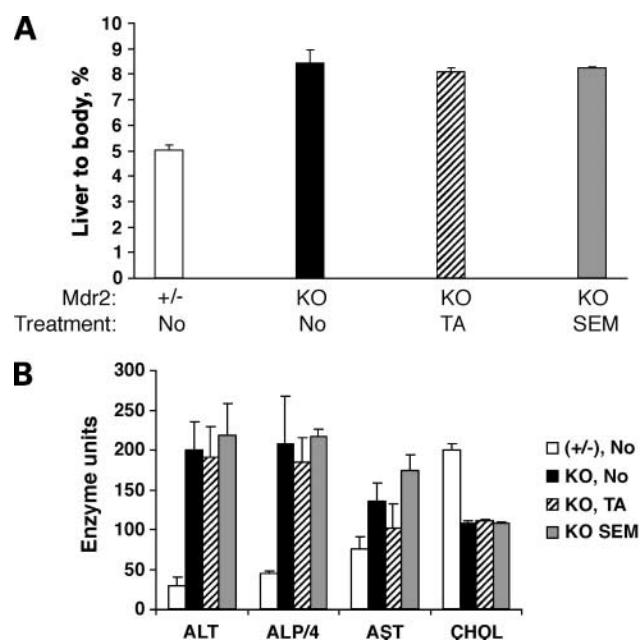 A
Liver to body, %
10
9
8
7
6
5
4
3
2
1
0
Mdr2: +/- KO KO KO
Treatment: No No TA SEM
B
Enzyme units
300
250
200
150
100
50
0
ALT ALP/4 AST CHOL
(+/-), No
KO, No
KO, TA
KO SEM